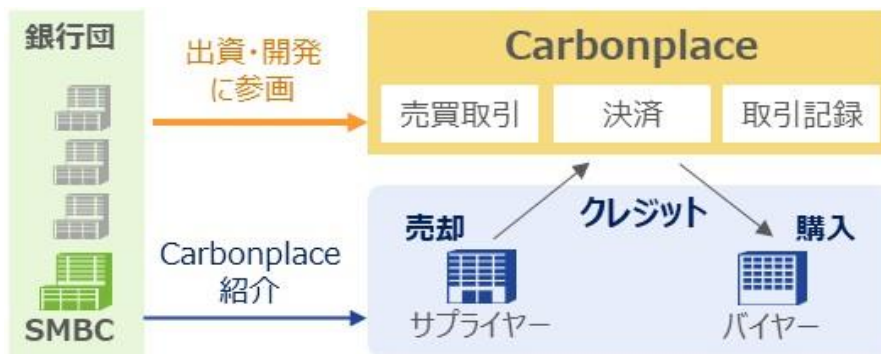 銀行団
出資・開発
に参画
Carbonplace
売買取引
決済
取引記録
売却
クレジット
購入
Carbonplace
紹介
サプライヤー
バイヤー
SMBC